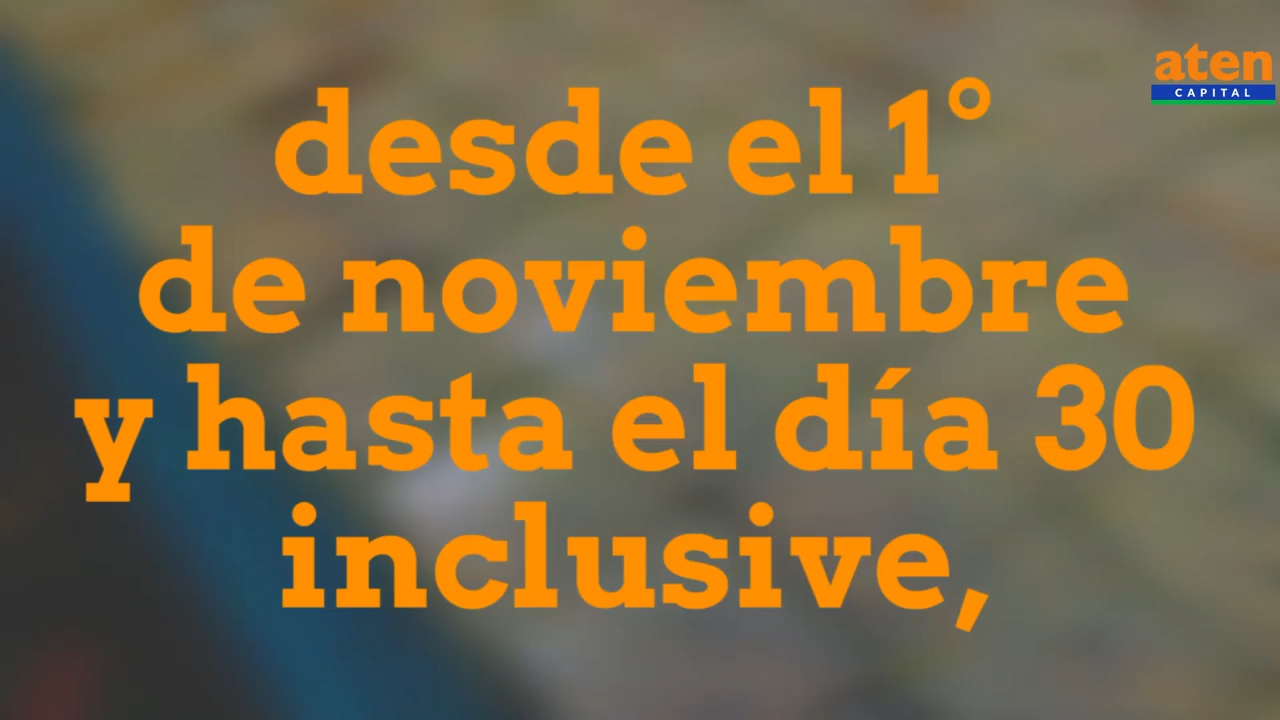 aten
CAPITAL
desde el 1°
de noviembre
y hasta el día 30
inclusive,